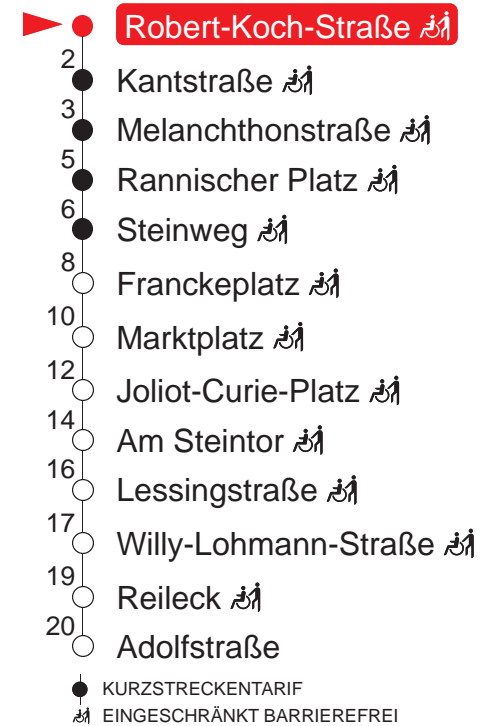 Robert-Koch-Straße
2
Kantstraße
3
Melanchthonstraße
5
Rannischer Platz
6
Steinweg
8
Franckeplatz
10
Marktplatz
12
Joliot-Curie-Platz
14
Am Steintor
16
Lessingstraße
17
Willy-Lohmann-Straße
19
Reileck
20
Adolfstraße
KURZSTRECKENTARIF
EINGESCHRÄNKT BARRIEREFREI